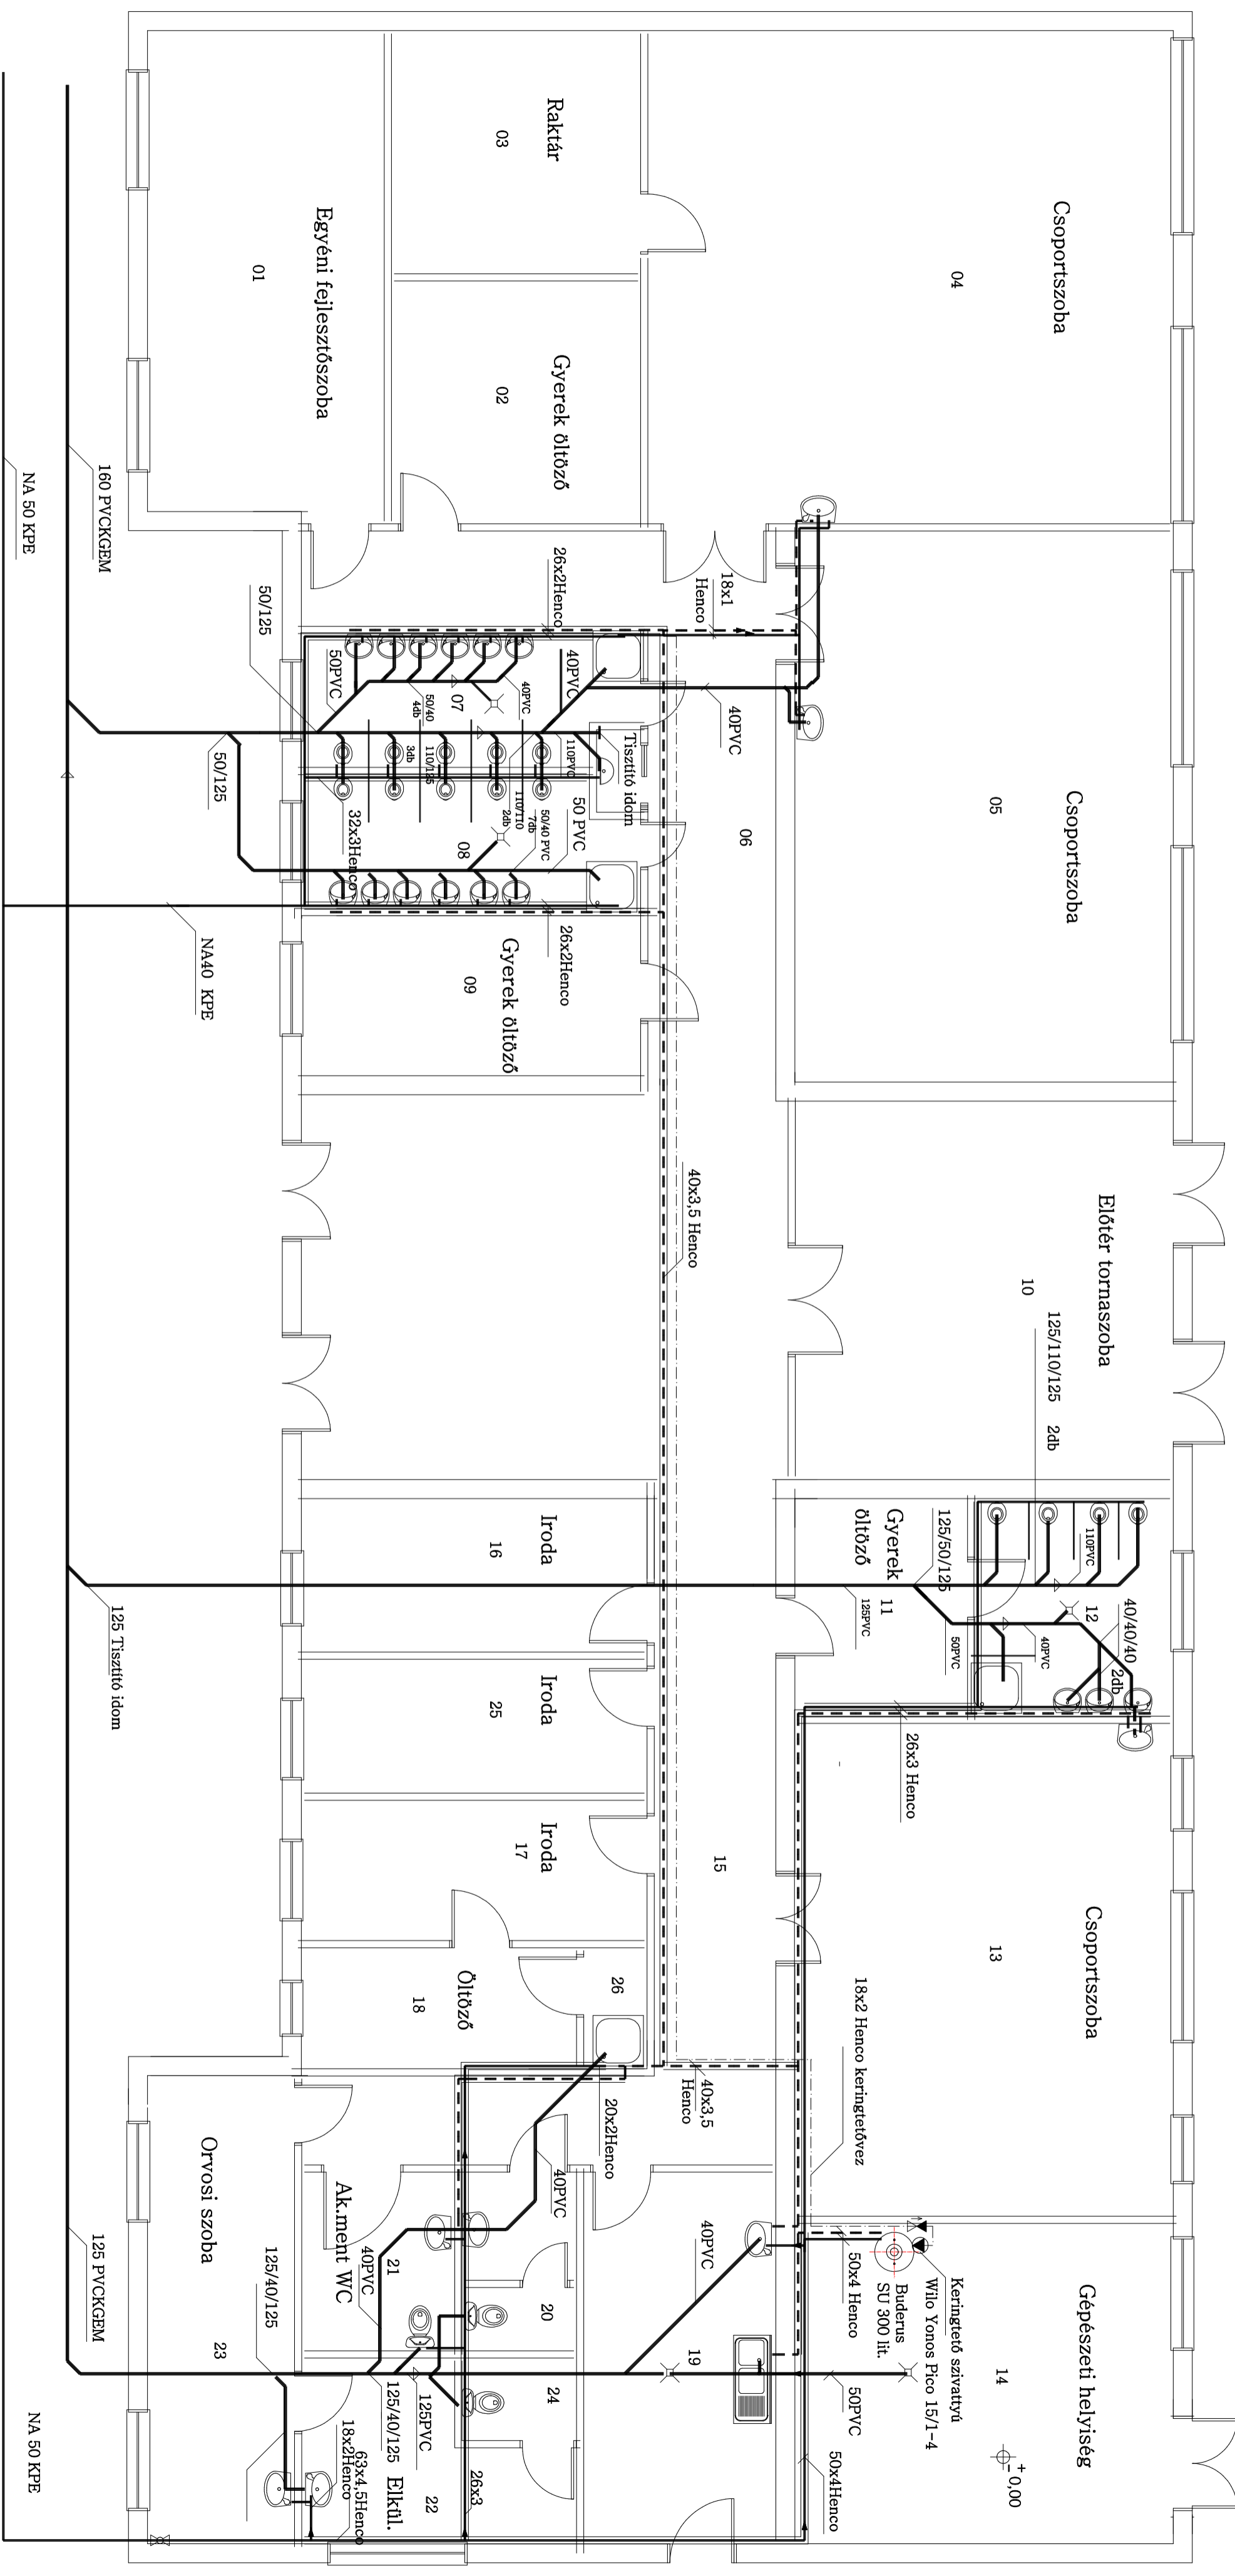 Csoportszoba
04
Raktár
03
Egyéni fejlesztőszoba
01
Gyerek öltöző
02
160 PVCKGEM
NA 50 KPE
Csoportszoba
05
18x1
Henco
26x2Henco
50/125
50PVC
40PVC
40PVC
50/40
4db
07
40PVC
Tisztító idom
110PVC
110/125
3db
110/110
2db
50/40 PVC
7db
50 PVC
06
32x3Henco
08
50/125
26x2Henco
NA40 KPE
Gyerek öltöző
09
Előtér tornaszoba
10
125/110/125 2db
40x3,5 Henco
Gyerek
öltöző
11
125/50/125
125PVC
110PVC
12
40/40/40
2db
40PVC
50PVC
26x3 Henco
Iroda
16
Iroda
25
Iroda
17
15
125 Tisztító idom
Csoportszoba
13
18x2 Henco keringtetővez
26
Öltöző
18
40x3,5
Henco
20x2Henco
40PVC
40PVC
Gépészeti helyiség
14
Keringtető szivattyú
Wilo Yonos Pico 15/1-4
Buderus
SU 300 lit.
50x4 Henco
50PVC
50x4Henco
+
- 0,00
19
20
24
Ak.ment WC
21
40PVC
125PVC
125/40/125
Elkül.
22
26x3
63x4,5Henco
18x2Henco
Orvosi szoba
23
125/40/125
125 PVCKGEM
NA 50 KPE